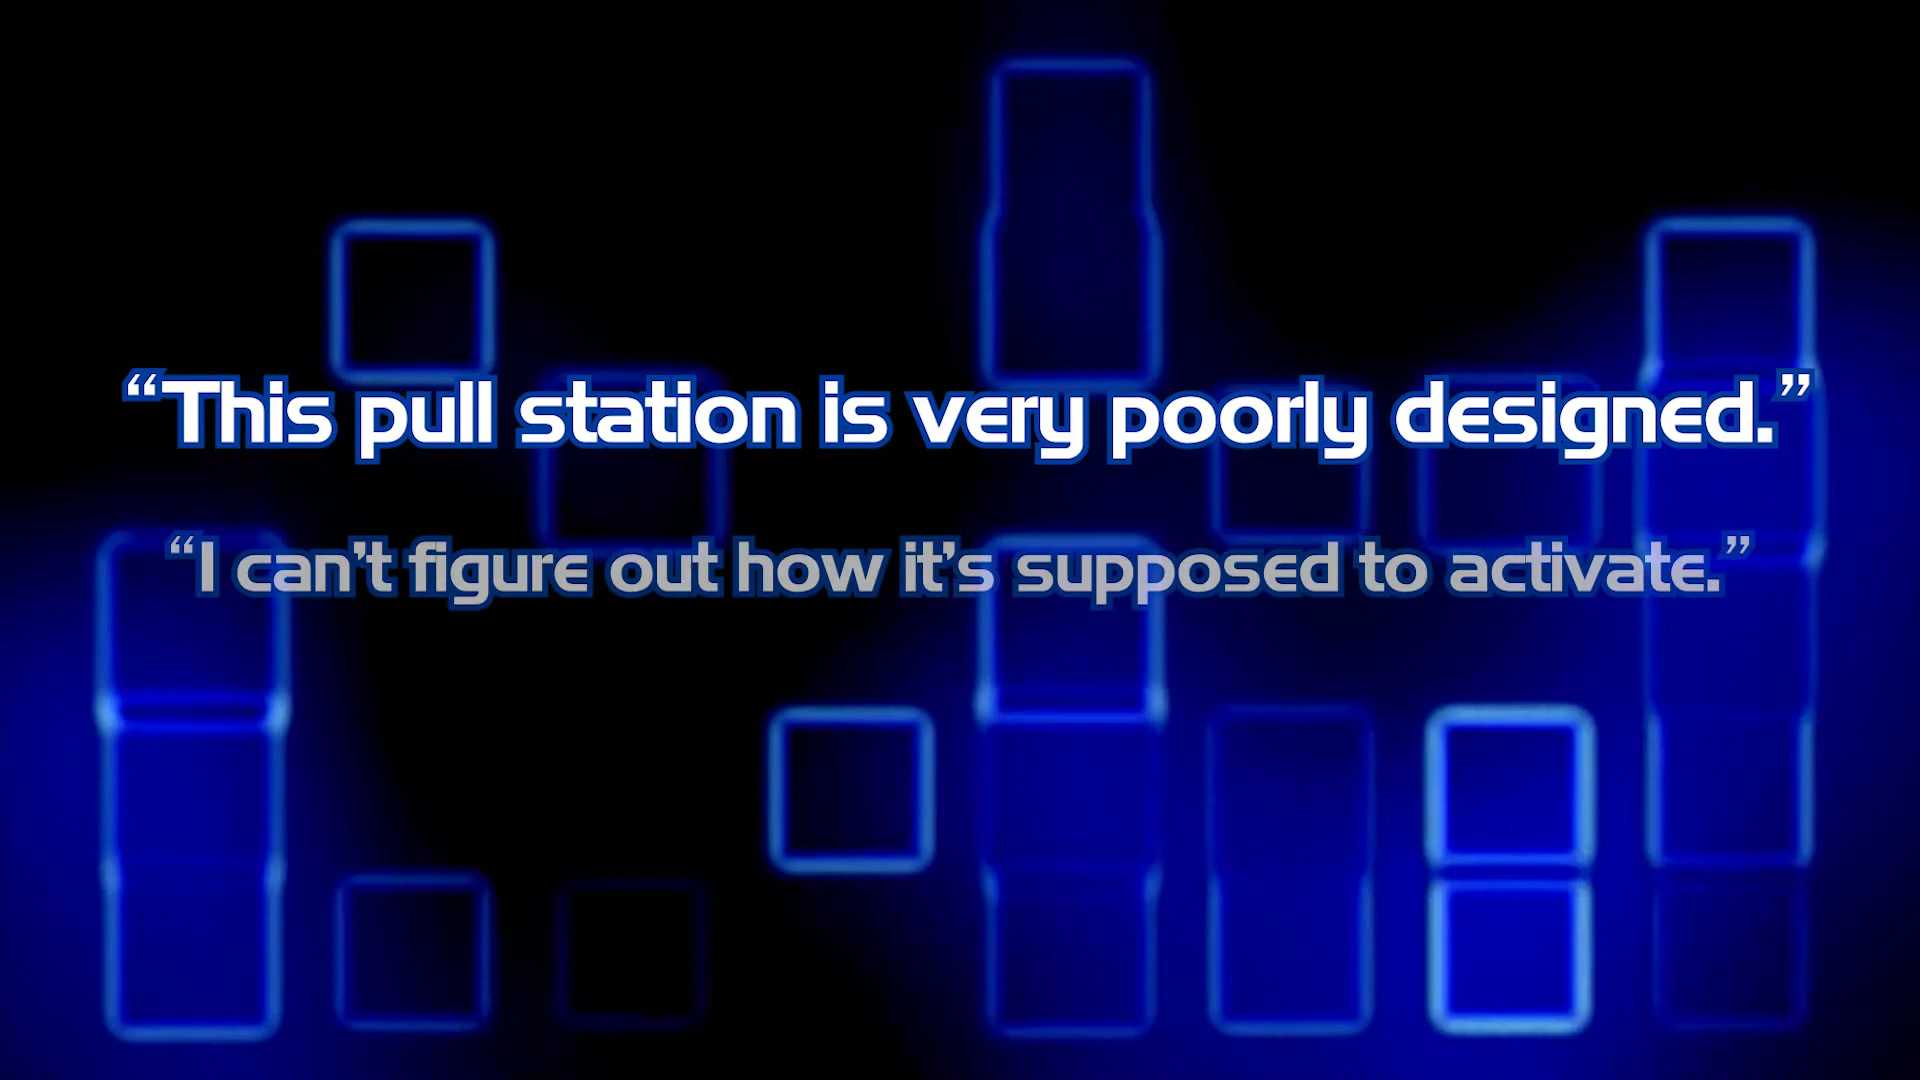 “This pull station is very poorly designed.”
“I can’t figure out how it’s supposed to activate.”